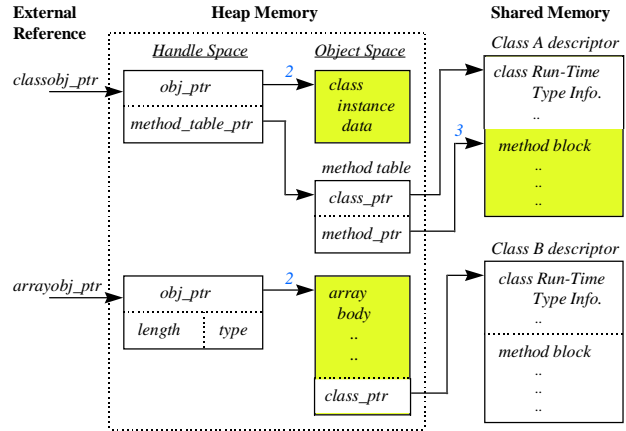 External Reference
Heap Memory
Shared Memory
Handle Space
Object Space
Class A descriptor
classobj_ptr
obj_ptr
2
class
instance
data
class Run-Time
Type Info.
..
method_table_ptr
3
method block
..
..
..
method table
class_ptr
method_ptr
Class B descriptor
arrayobj_ptr
obj_ptr
2
array
body
..
..
class Run-Time
Type Info.
..
length
type
class_ptr
method block
..
..
..